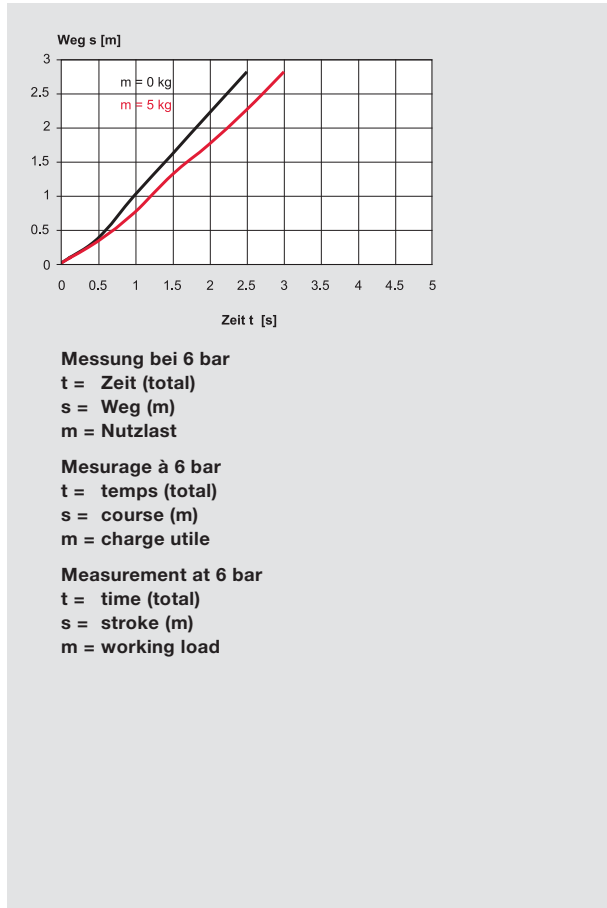 Weg s [m]
3
2.5
2
1.5
1
0.5
0
m = 0 kg
m = 5 kg
0 0.5 1 1.5 2 2.5 3 3.5 4 4.5 5
Zeit t [s]
Messung bei 6 bar
t = Zeit (total)
s = Weg (m)
m = Nutzlast
Mesurage à 6 bar
t = temps (total)
s = course (m)
m = charge utile
Measurement at 6 bar
t = time (total)
s = stroke (m)
m = working load